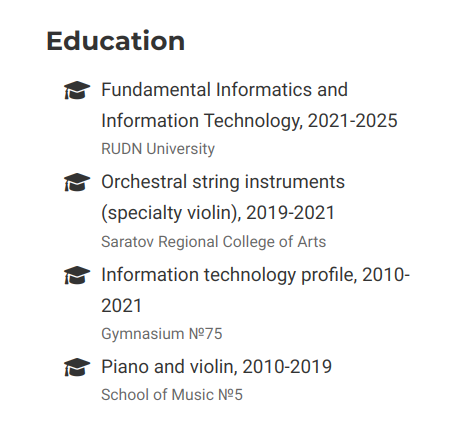 Education
Fundamental Informatics and
Information Technology, 2021-2025
RUDN University
Orchestral string instruments
(specialty violin), 2019-2021
Saratov Regional College of Arts
Information technology profile, 2010-
2021
Gymnasium №75
Piano and violin, 2010-2019
School of Music №5